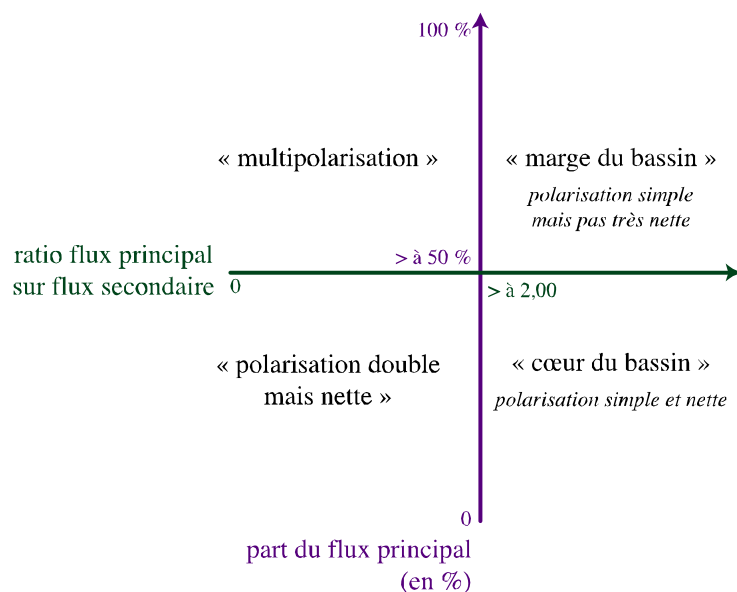 100 %
« multipolarisation »
« marge du bassin »
polarisation simple
mais pas très nette
ratio flux principal
sur flux secondaire
> à 50 %
0
> à 2,00
« polarisation double
mais nette »
« cœur du bassin »
polarisation simple et nette
0
part du flux principal
(en %)